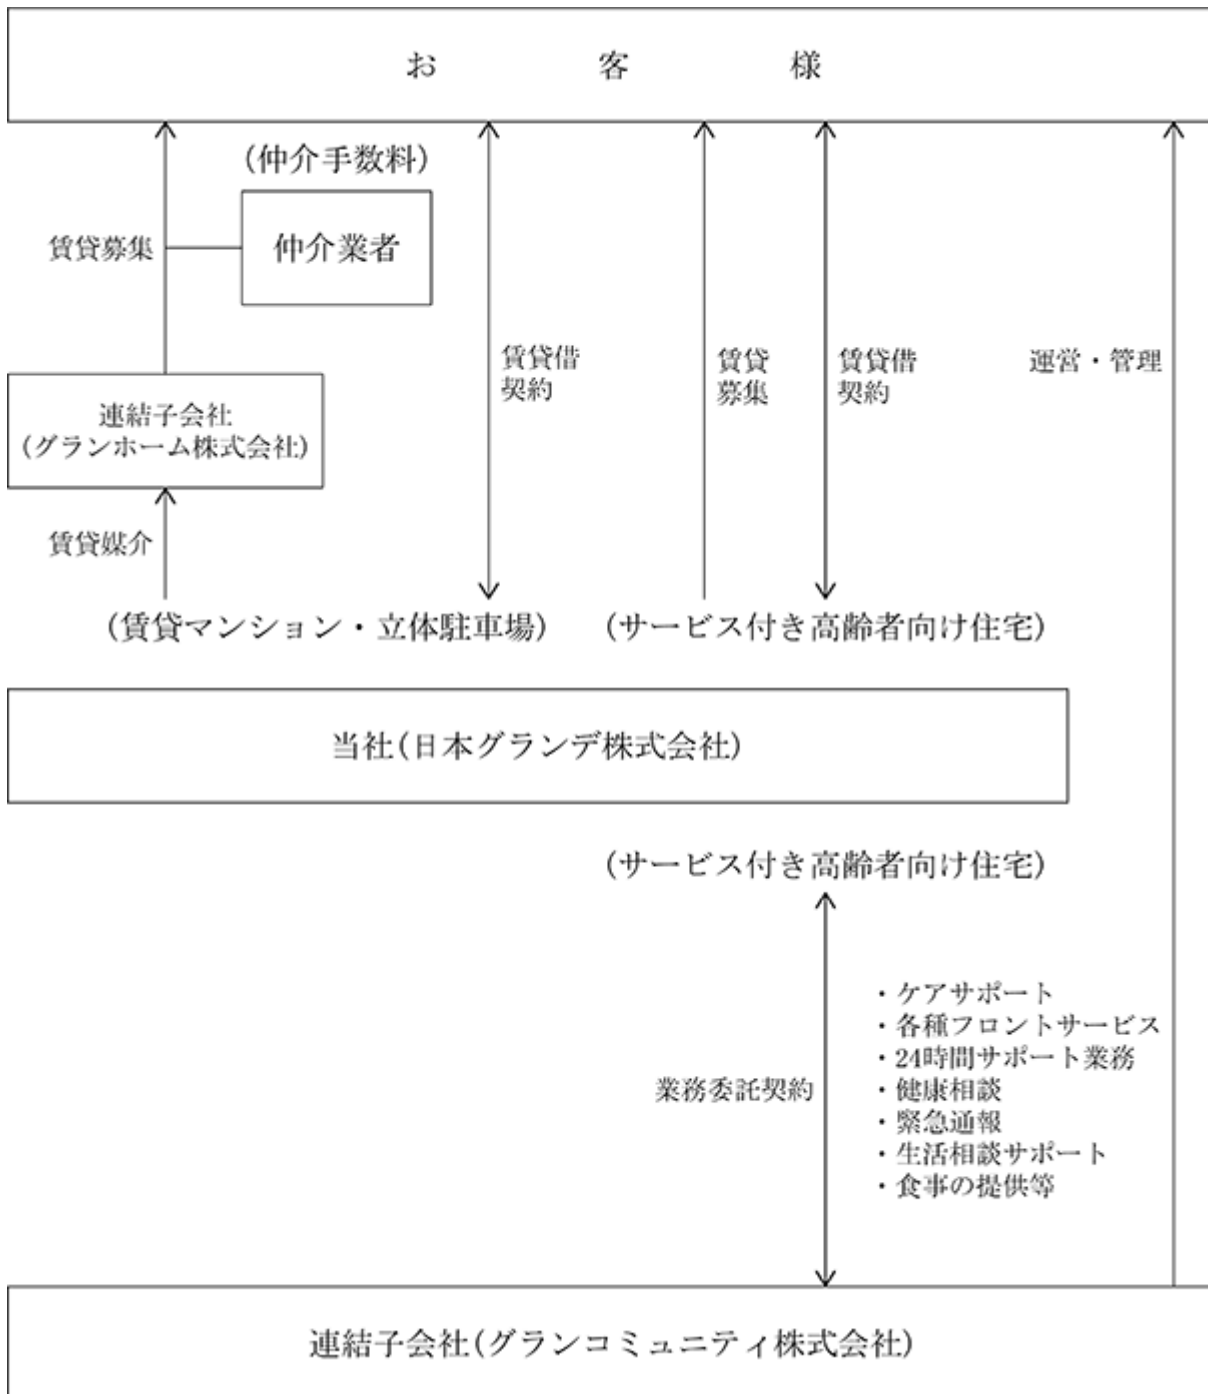 お客様
(仲介手数料)
仲介業者
賃貸募集
賃貸借
契約
賃貸
募集
賃貸借
契約
運営・管理
連結子会社
(グランホーム株式会社)
賃貸媒介
(賃貸マンション・立体駐車場)
(サービス付き高齢者向け住宅)
当社(日本グランデ株式会社)
(サービス付き高齢者向け住宅)
業務委託契約
・ケアサポート
・各種フロントサービス
・24時間サポート業務
・健康相談
・緊急通報
・生活相談サポート
・食事の提供等
連結子会社(グランコミュニティ株式会社)